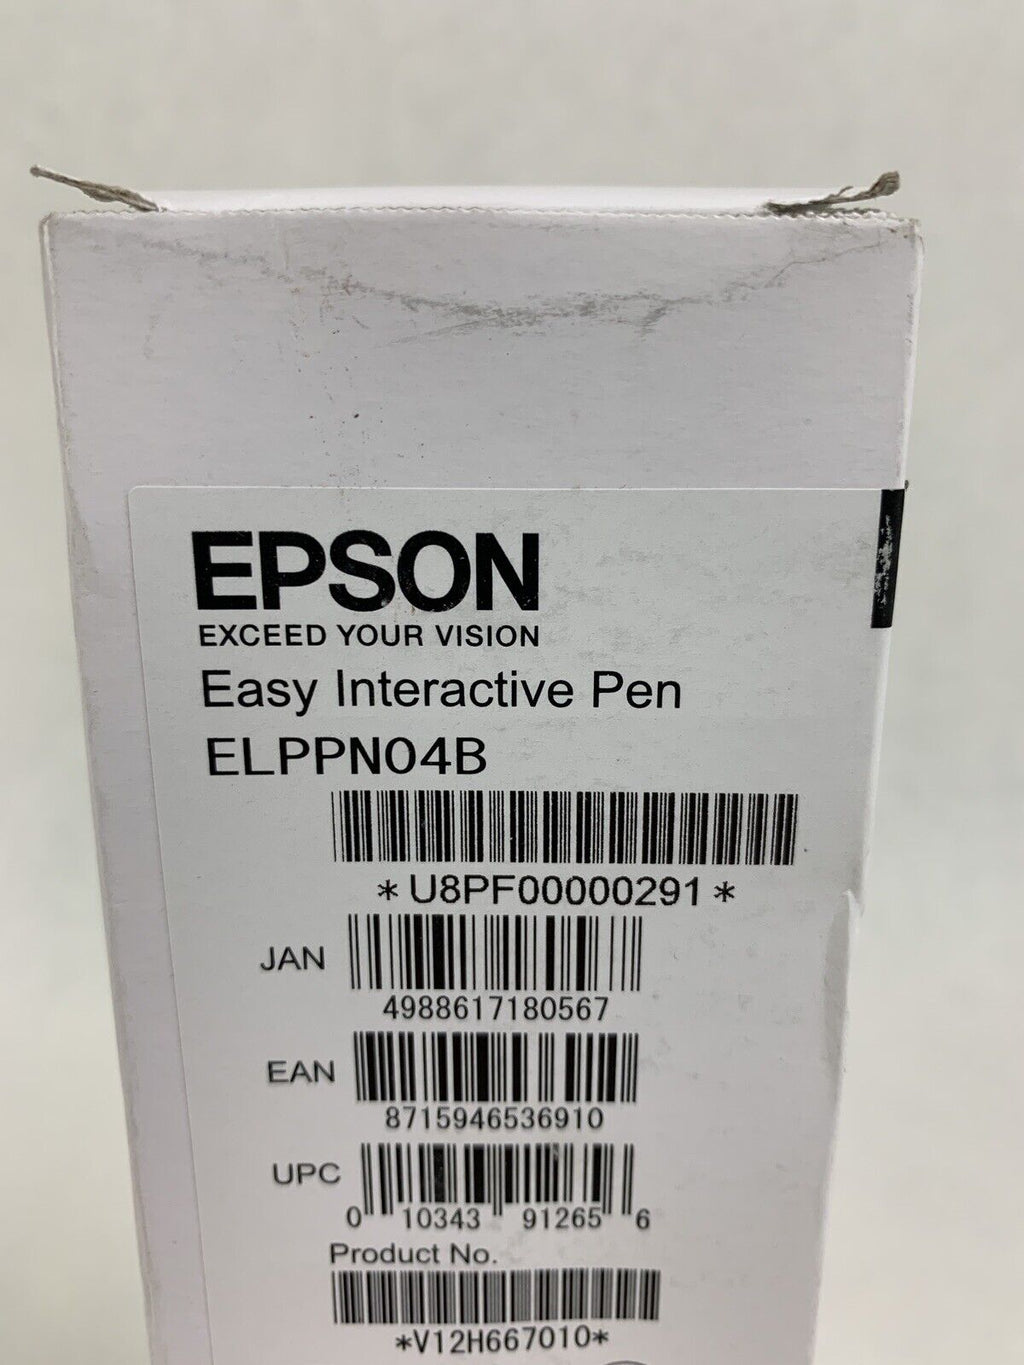 EPSON
EXCEED YOUR VISION
Easy Interactive Pen
ELPPN04B
*U8PF00000291*
JAN
4988617180567
EAN
8715946536910
UPC
0 10343 91265 6
Product No.
*V12H667010*